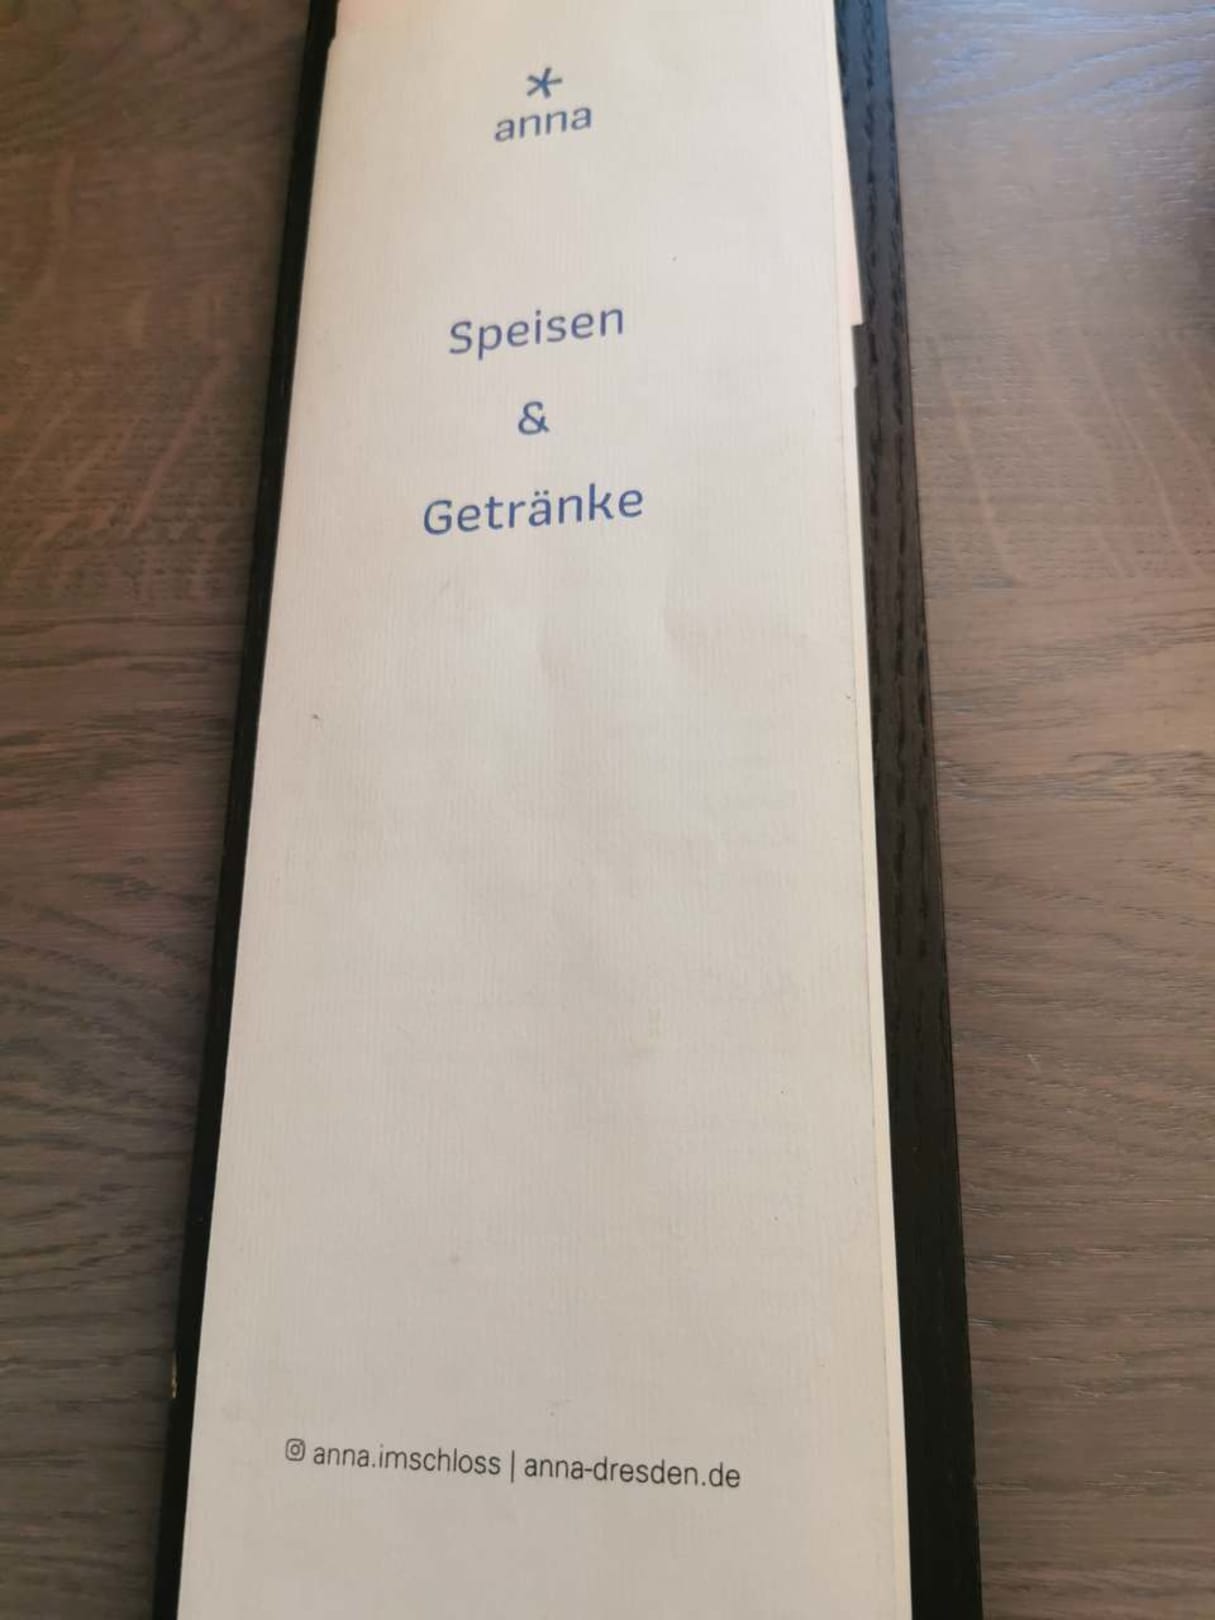 anna
Speisen
&
Getränke
anna.imschloss | anna-dresden.de